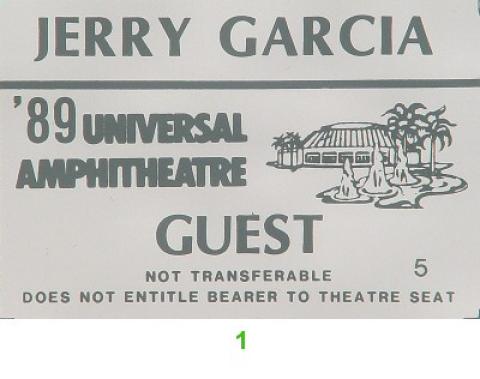 JERRY GARCIA
'89 UNIVERSAL
AMPHITHEATRE
GUEST
NOT TRANSFERABLE 5
DOES NOT ENTITLE BEARER TO THEATRE SEAT
1